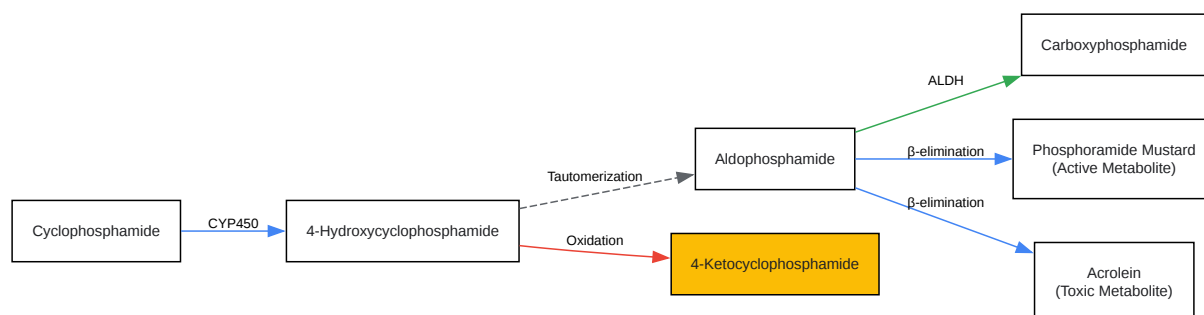 Carboxyphosphamide
ALDH
Aldophosphamide
β-elimination
Phosphoramide Mustard
(Active Metabolite)
Tautomerization
β-elimination
Cyclophosphamide
CYP450
4-Hydroxycyclophosphamide
Oxidation
4-Ketocyclophosphamide
Acrolein
(Toxic Metabolite)